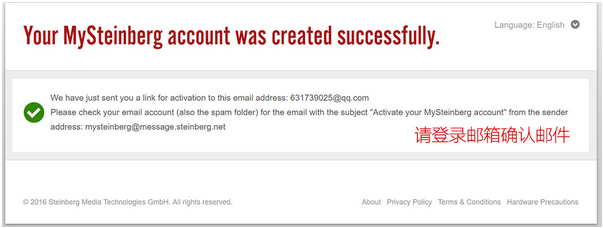 Language: English
Your MySteinberg account was created successfully.
We have just sent you a link for activation to this email address: 631739025@qq.com
Please check your email account (also the spam folder) for the email with the subject "Activate your MySteinberg account" from the sender
address: mysteinberg@message.steinberg.net
请登录邮箱确认邮件
© 2016 Steinberg Media Technologies GmbH. All rights reserved.
About Privacy Policy Terms & Conditions Hardware Precautions